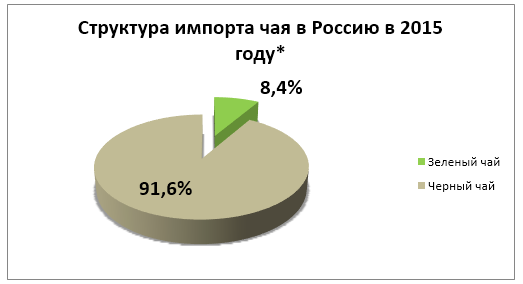 Структура импорта чая в Россию в 2015
году*
8,4%
91,6%
Зеленый чай
Черный чай